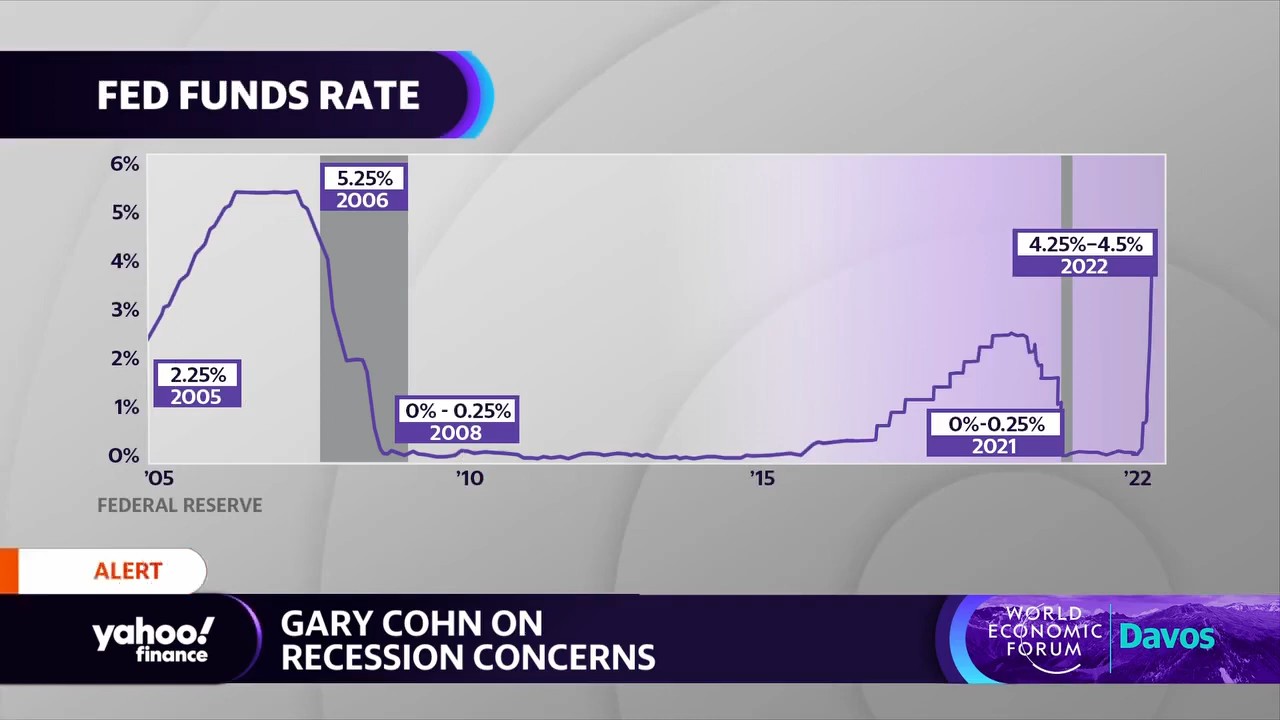 FED FUNDS RATE
6%
5%
4%
3%
2%
1%
0%
5.25%
2006
4.25%–4.5%
2022
2.25%
2005
0% - 0.25%
2008
0%-0.25%
2021
'05
'10
'15
'22
FEDERAL RESERVE
ALERT
yahoo!
finance
GARY COHN ON
RECESSION CONCERNS
WORLD
ECONOMIC
FORUM
Davos